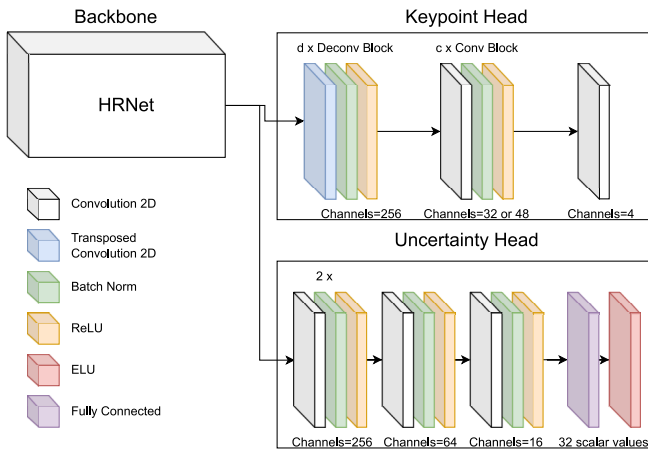 Backbone
Keypoint Head
HRNet
d x Deconv Block
c x Conv Block
Channels=256
Channels=32 or 48
Channels=4
Convolution 2D
Transposed
Convolution 2D
Batch Norm
ReLU
ELU
Fully Connected
Uncertainty Head
2 x
Channels=256
Channels=64
Channels=16
32 scalar values